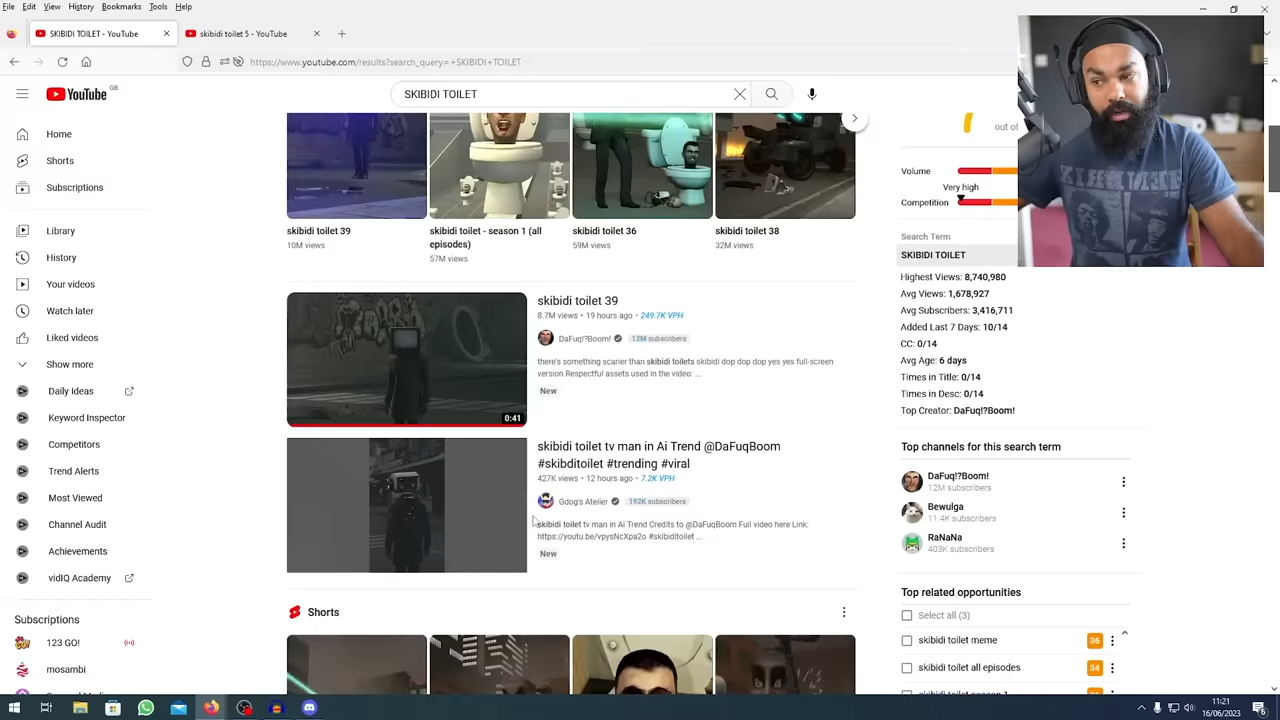 File Edit View History Bookmarks Tools Help
SKIBIDI TOILET - YouTube
skibidi toilet 5 - YouTube
https://www.youtube.com/results?search_query=+SKIBIDI+TOILET
YouTube GB
SKIBIDI TOILET
Home
Shorts
Subscriptions
Library
History
Your videos
Watch later
Liked videos
Show more
Daily Ideas
Keyword Inspector
Competitors
Trend Alerts
Most Viewed
Channel Audit
Achievements
vidIQ Academy
Subscriptions
123 GO!
mosambi
skibidi toilet 39
10M views
skibidi toilet - season 1 (all
episodes)
57M views
skibidi toilet 36
59M views
skibidi toilet 38
32M views
skibidi toilet 39
8.7M views • 19 hours ago • 249.7K VPH
DaFuq!?Boom! 12M subscribers
there's something scarier than skibidi toilets skibidi dop dop dop yes yes full-screen
version Respectful assets used in the video: ...
New
0:41
skibidi toilet tv man in Ai Trend @DaFuqBoom
#skibditoilet #trending #viral
427K views • 12 hours ago • 7.2K VPH
Gdog's Atelier 192K subscribers
skibidi toilet tv man in Ai Trend Credits to @DaFuqBoom Full video here Link:
https://youtu.be/vpysNcXpa2o #skibiditoilet ...
New
Shorts
out of
Volume
Very high
Competition
Search Term
SKIBIDI TOILET
Highest Views: 8,740,980
Avg Views: 1,678,927
Avg Subscribers: 3,416,711
Added Last 7 Days: 10/14
CC: 0/14
Avg Age: 6 days
Times in Title: 0/14
Times in Desc: 0/14
Top Creator: DaFuq!?Boom!
Top channels for this search term
DaFuq!?Boom!
12M subscribers
Bewulga
11.4K subscribers
RaNaNa
403K subscribers
Top related opportunities
Select all (3)
skibidi toilet meme 36
skibidi toilet all episodes 34
skibidi toilet season 1
11:21
16/06/2023